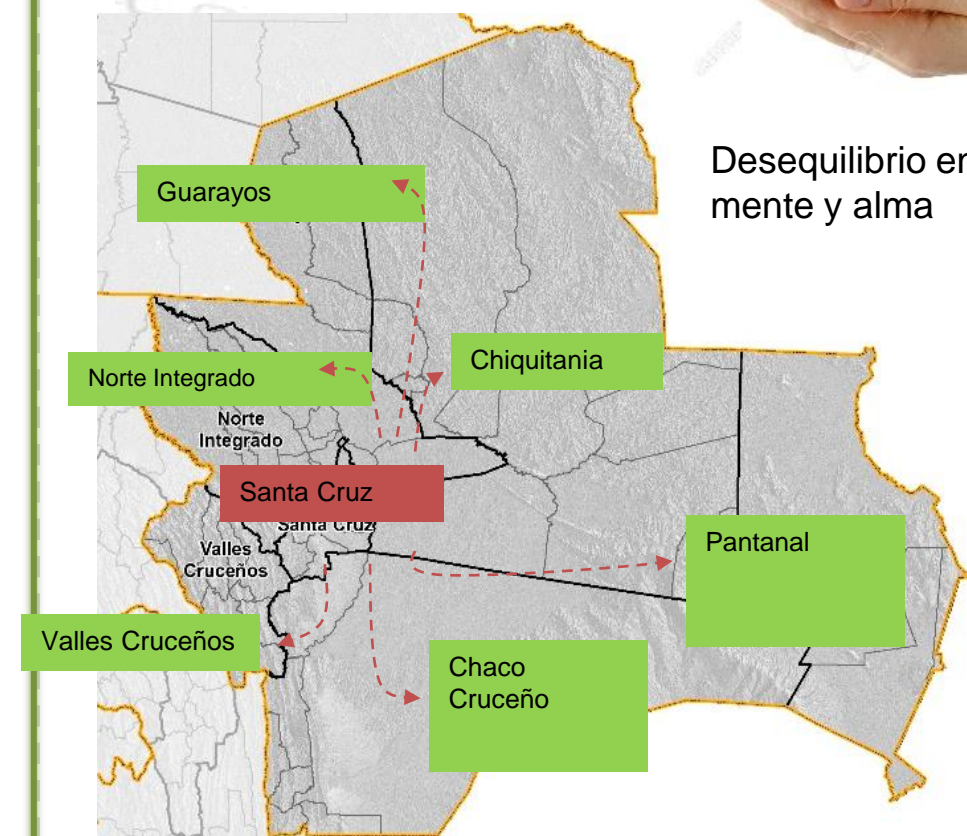 Desequilibrio en
mente y alma
Guarayos
Chiquitania
Norte Integrado
Norte
Integrado
Santa Cruz
Santa Cruz
Pantanal
Valles
Cruceños
Valles Cruceños
Chaco
Cruceño